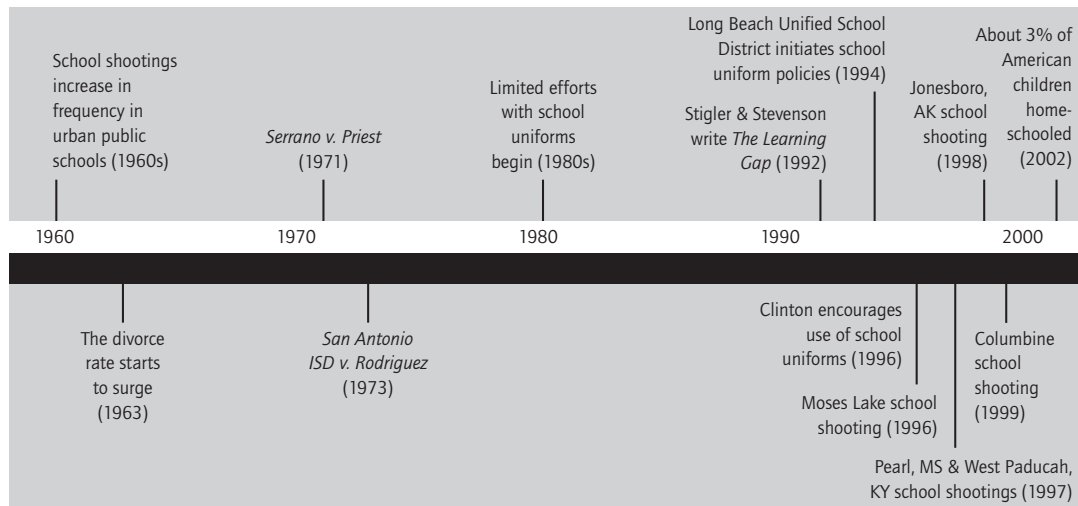 School shootings
increase in
frequency in
urban public
schools (1960s)
Serrano v. Priest
(1971)
Limited efforts
with school
uniforms
begin (1980s)
Stigler & Stevenson
write The Learning
Gap (1992)
Long Beach Unified School
District initiates school
uniform policies (1994)
Jonesboro,
AK school
shooting
(1998)
About 3% of
American
children
home-
schooled
(2002)
1960
1970
1980
1990
2000
The divorce
rate starts
to surge
(1963)
San Antonio
ISD v. Rodriguez
(1973)
Clinton encourages
use of school
uniforms (1996)
Moses Lake school
shooting (1996)
Pearl, MS & West Paducah,
KY school shootings (1997)
Columbine
school
shooting
(1999)